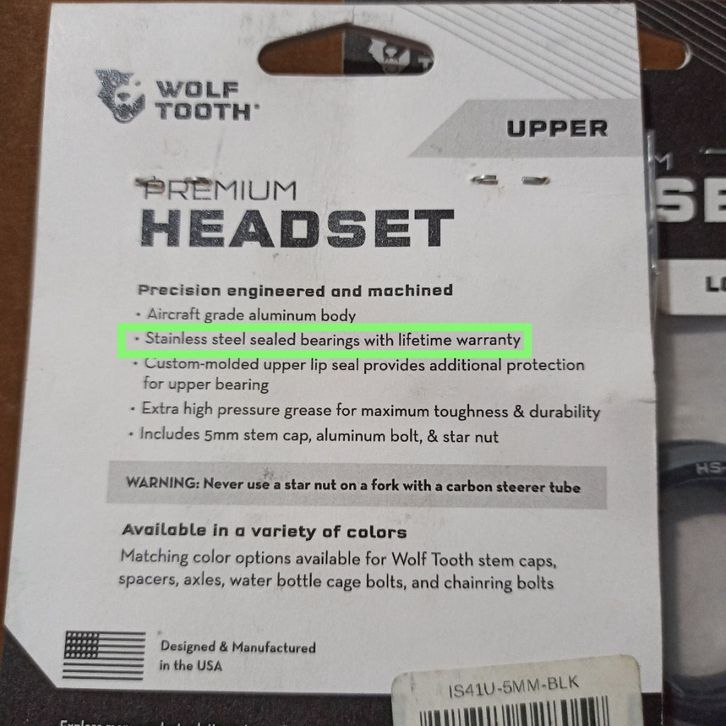 WOLF
TOOTH
UPPER
PREMIUM
HEADSET
Precision engineered and machined
• Aircraft grade aluminum body
• Stainless steel sealed bearings with lifetime warranty
• Custom-molded upper lip seal provides additional protection
for upper bearing
• Extra high pressure grease for maximum toughness & durability
• Includes 5mm stem cap, aluminum bolt, & star nut
WARNING: Never use a star nut on a fork with a carbon steerer tube
Available in a variety of colors
Matching color options available for Wolf Tooth stem caps,
spacers, axles, water bottle cage bolts, and chainring bolts
Designed & Manufactured
in the USA
IS41U-5MM-BLK
HS-